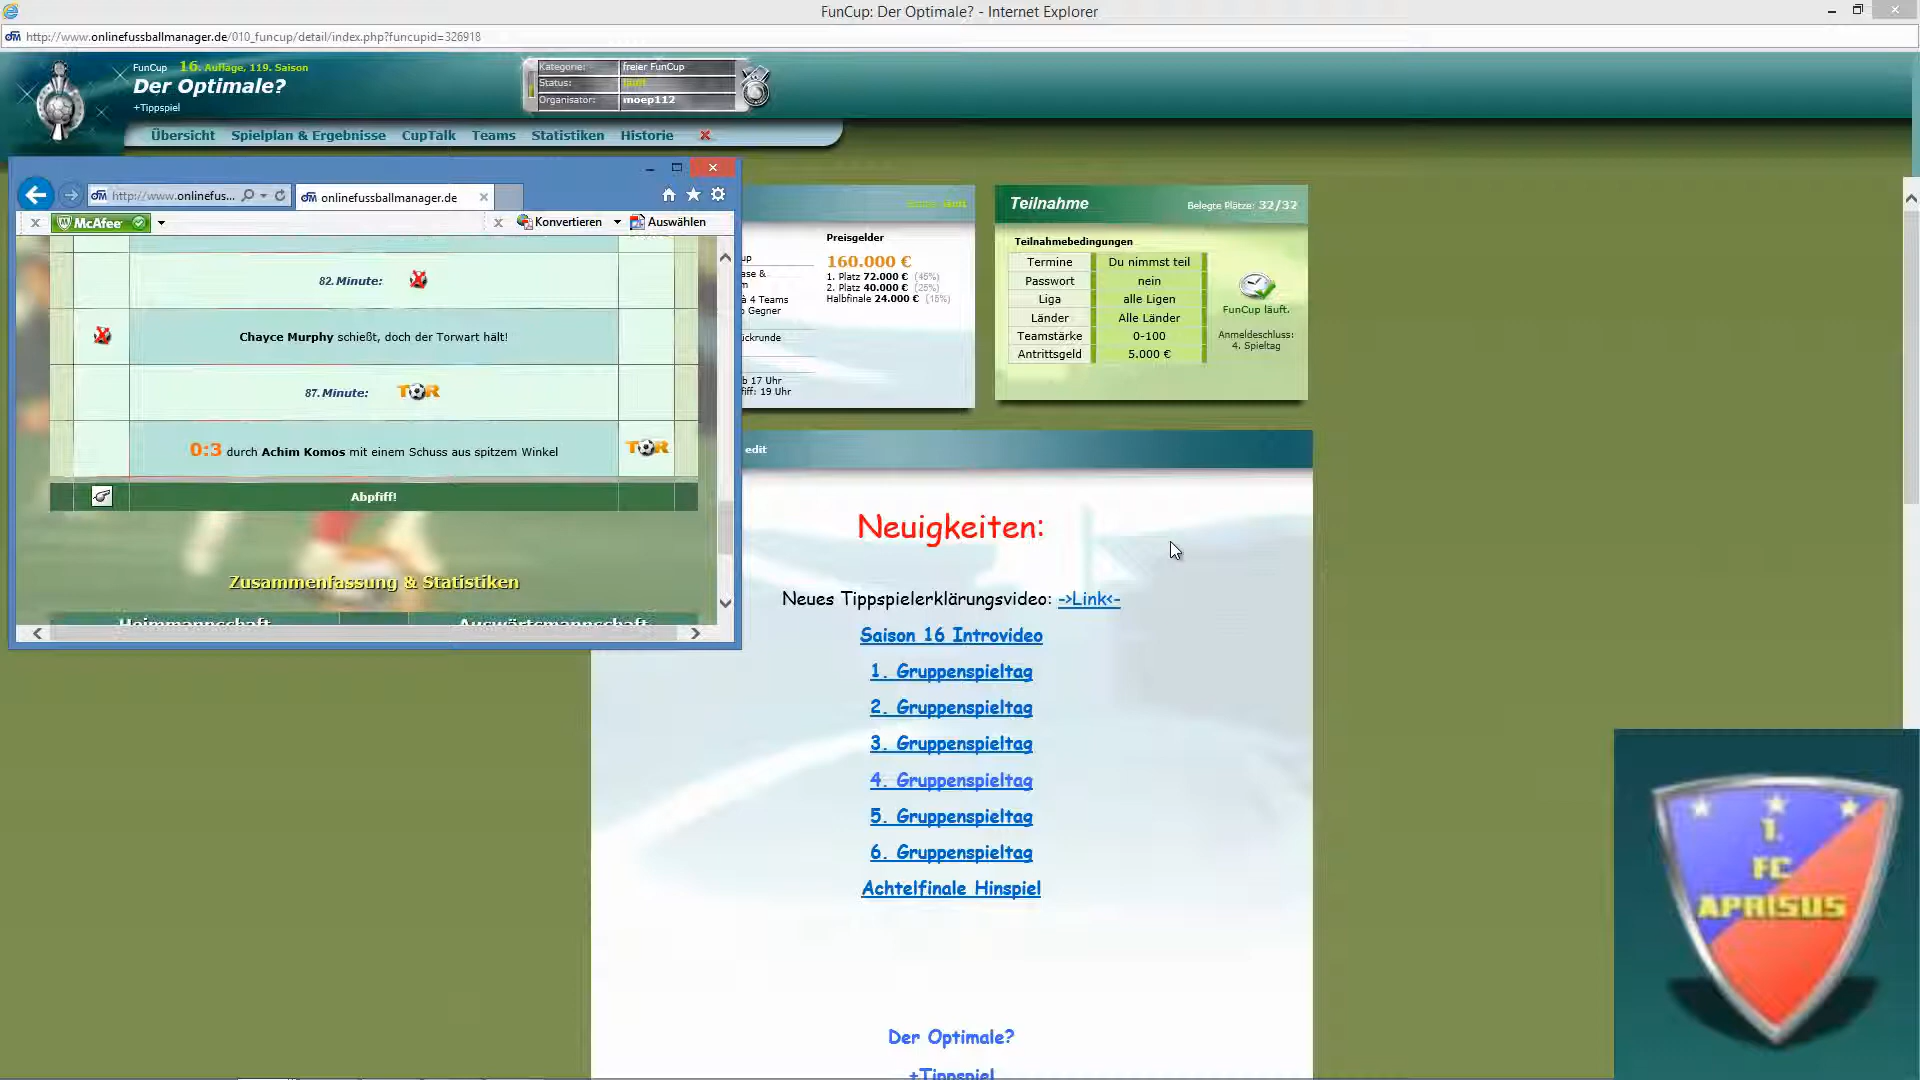 FunCup: Der Optimale? - Internet Explorer
http://www.onlinefussballmanager.de/010_funcup/detail/index.php?funcupid=326918
FunCup 16. Auflage, 119. Saison
Der Optimale?
+Tippspiel
Kategorie: freier FunCup
Status: läuft
Organisator: moep112
Übersicht Spielplan & Ergebnisse CupTalk Teams Statistiken Historie
http://www.onlinefus...
onlinefussballmanager.de
McAfee
Konvertieren
Auswählen
82. Minute:
Chayce Murphy schießt, doch der Torwart hält!
87. Minute: TOR
0:3 durch Achim Komos mit einem Schuss aus spitzem Winkel TOR
Abpfiff!
Zusammenfassung & Statistiken
Heimmannschaft Auswärtsmannschaft
up
ase &
m
à 4 Teams
Gegner
ückrunde
b 17 Uhr
fiff: 19 Uhr
Preisgelder
160.000 €
1. Platz 72.000 € (45%)
2. Platz 40.000 € (25%)
Halbfinale 24.000 € (15%)
Teilnahme
Belegte Plätze: 32/32
Teilnahmebedingungen
Termine Du nimmst teil
Passwort nein
Liga alle Ligen
Länder Alle Länder
Teamstärke 0-100
Antrittsgeld 5.000 €
FunCup läuft.
Anmeldeschluss:
4. Spieltag
edit
Neuigkeiten:
Neues Tippspielerklärungsvideo: ->Link<-
Saison 16 Introvideo
1. Gruppenspieltag
2. Gruppenspieltag
3. Gruppenspieltag
4. Gruppenspieltag
5. Gruppenspieltag
6. Gruppenspieltag
Achtelfinale Hinspiel
Der Optimale?
+Tippspiel
1.
FC
APRISUS